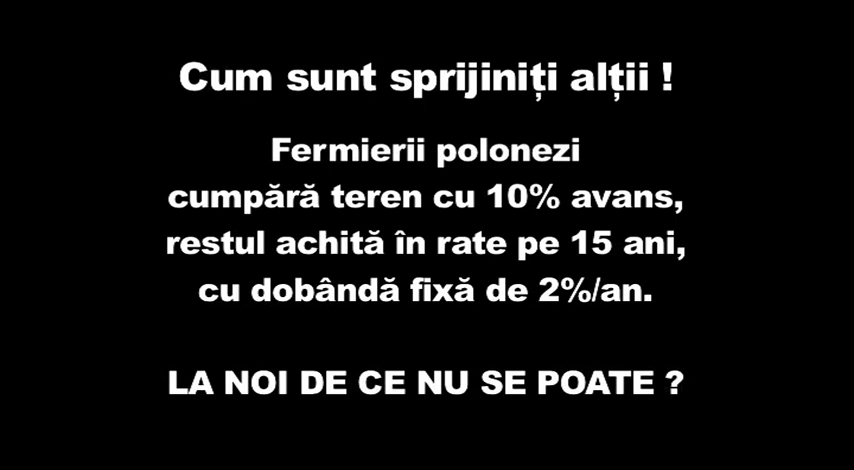 Cum sunt sprijiniți alții !
Fermierii polonezi
cumpără teren cu 10% avans,
restul achită în rate pe 15 ani,
cu dobândă fixă de 2%/an.
LA NOI DE CE NU SE POATE ?